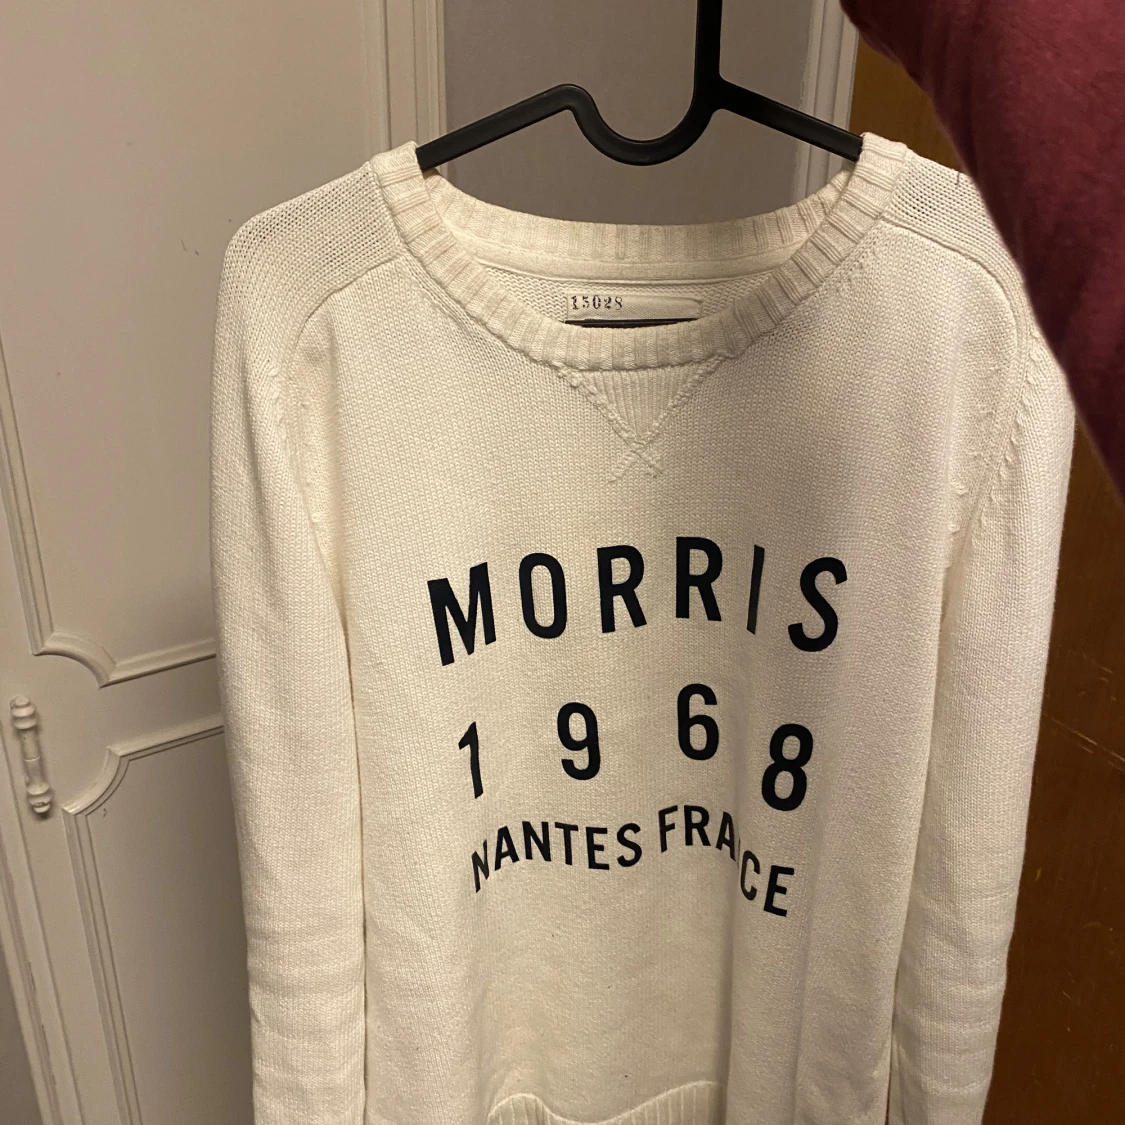 15028
MORRIS
1968
NANTES FRANCE